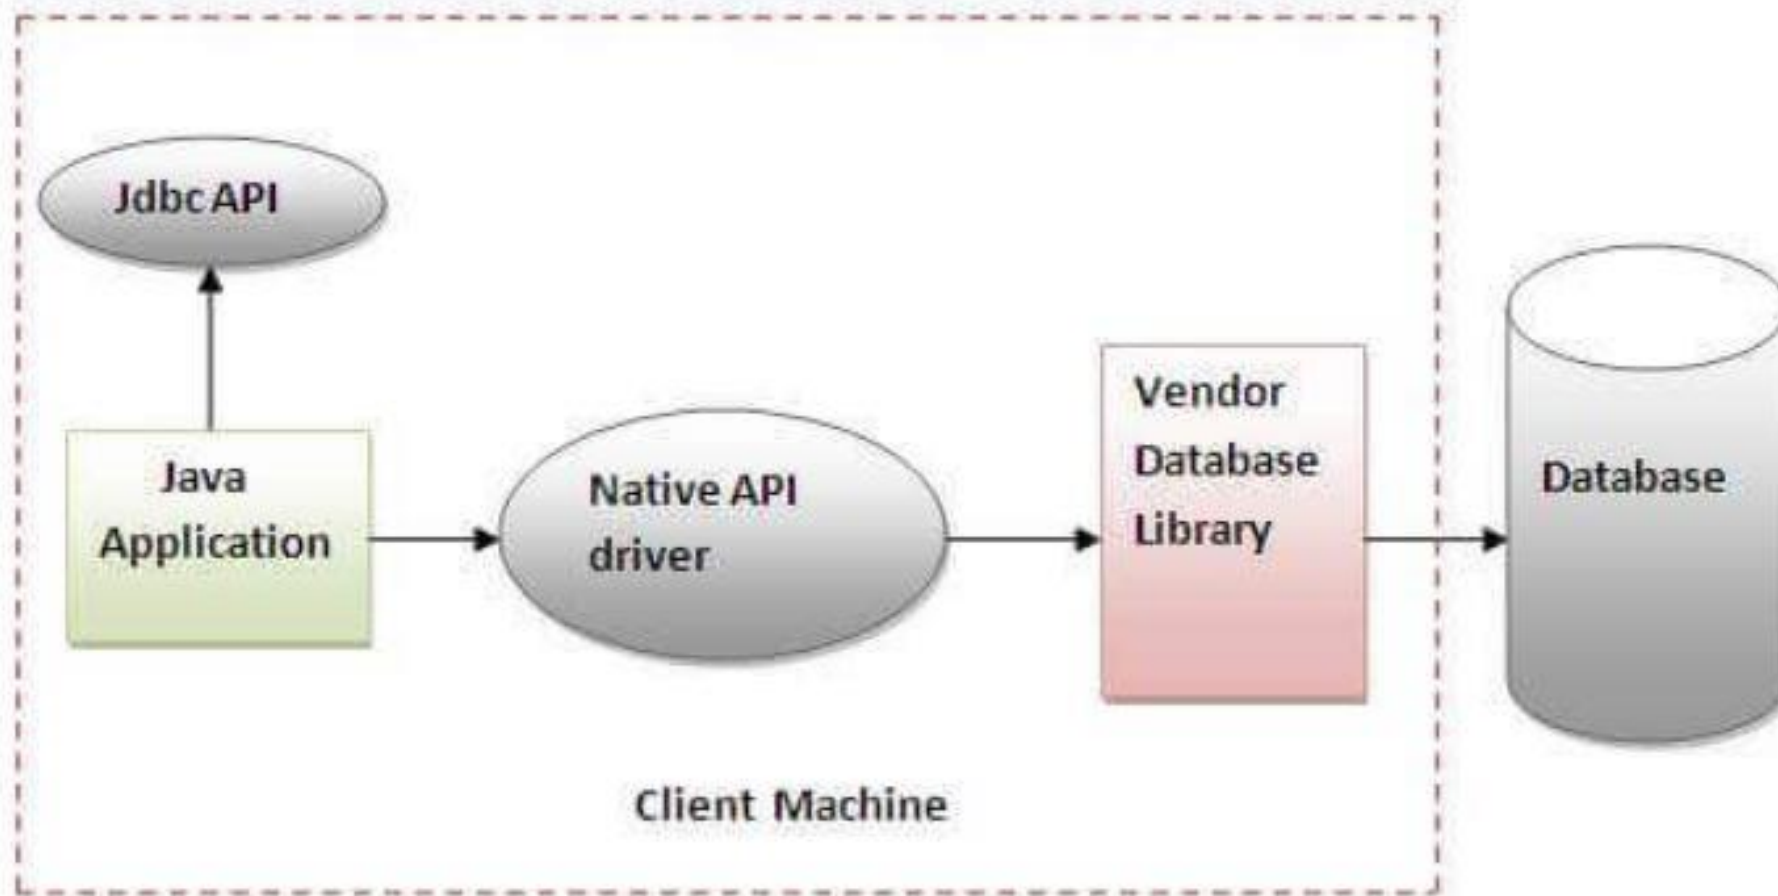 Jdbc API
Java
Application
Native API
driver
Vendor
Database
Library
Database
Client Machine